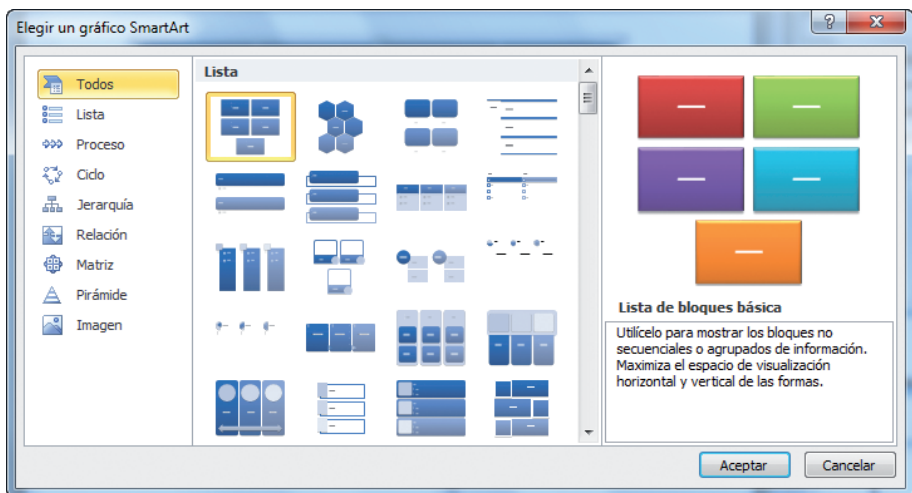 Elegir un gráfico SmartArt
Todos
Lista
Proceso
Ciclo
Jerarquía
Relación
Matriz
Pirámide
Imagen
Lista
Lista de bloques básica
Utilícelo para mostrar los bloques no
secuenciales o agrupados de información.
Maximiza el espacio de visualización
horizontal y vertical de las formas.
Aceptar
Cancelar